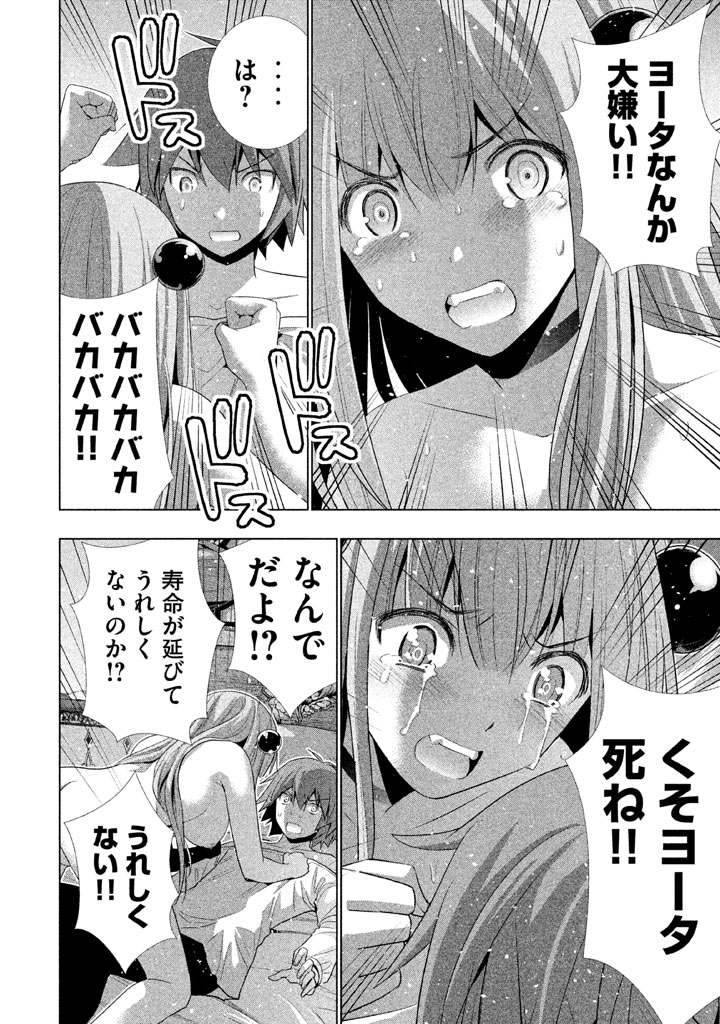 ヨータなんか
大嫌い!!
・・・・
は?
ドス
バカバカバカ
バカバカ!!
ドス
くそヨータ
死ね!!
なんで
だよ!?
寿命が延びて
うれしく
ないのか!?
うれしく
ない!!